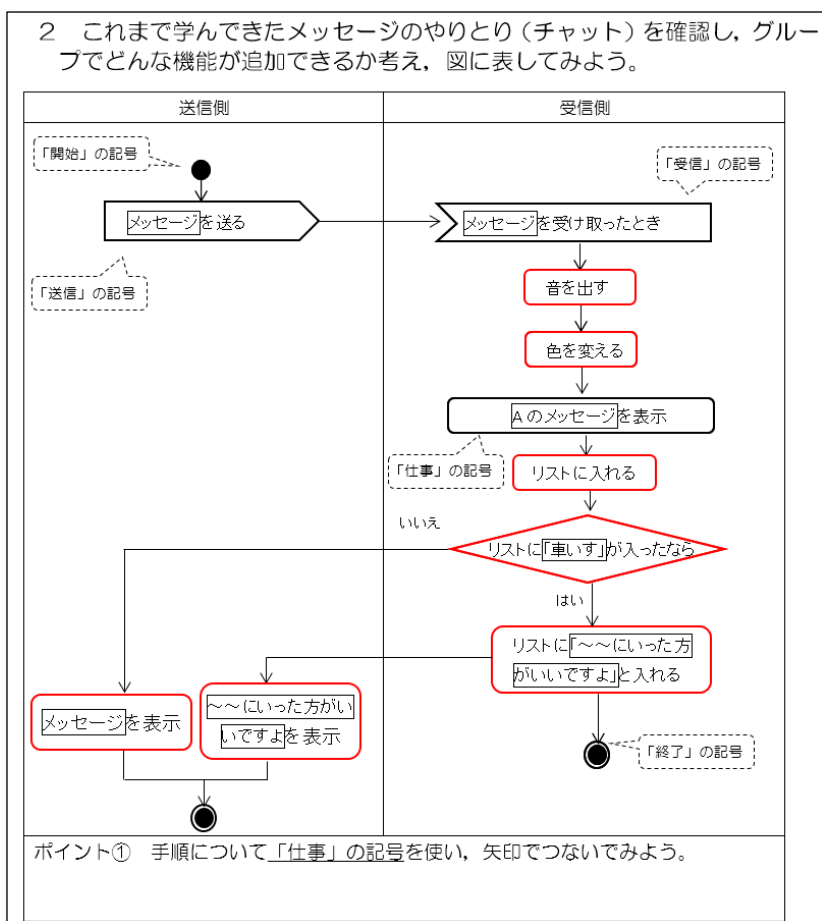 ２　これまで学んできたメッセージのやりとり（チャット）を確認し，グルー
プでどんな機能が追加できるか考え，図に表してみよう。
送信側
受信側
「開始」の記号
「受信」の記号
メッセージを送る
メッセージを受け取ったとき
「送信」の記号
音を出す
色を変える
Ａのメッセージを表示
「仕事」の記号
リストに入れる
いいえ
リストに「車いす」が入ったなら
はい
リストに「～～にいった方
がいいですよ」と入れる
メッセージを表示
～～にいった方がい
いですよを表示
「終了」の記号
ポイント①　手順について「仕事」の記号を使い，矢印でつないでみよう。